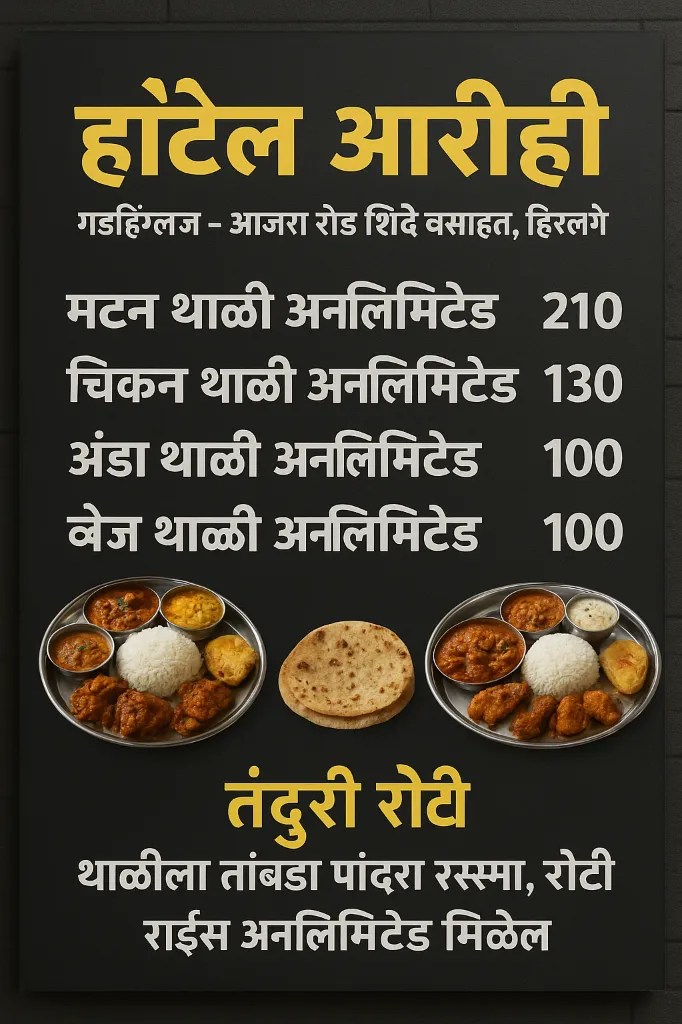 हाेटेल आरीही
गडहिंग्लज - आजरा रोड शिंदे वसाहत, हिरलगे
मटन थाळी अनलिमिटेड 210
चिकन थाळी अनलिमिटेड 130
अंडा थाळी अनलिमिटेड 100
व्हेज थाळी अनलिमिटेड 100
तंदुरी रोटी
थाळीला तांबडा पांदरा रस्स्मा, रोटी
राईस अनलिमिटेड मिळेल